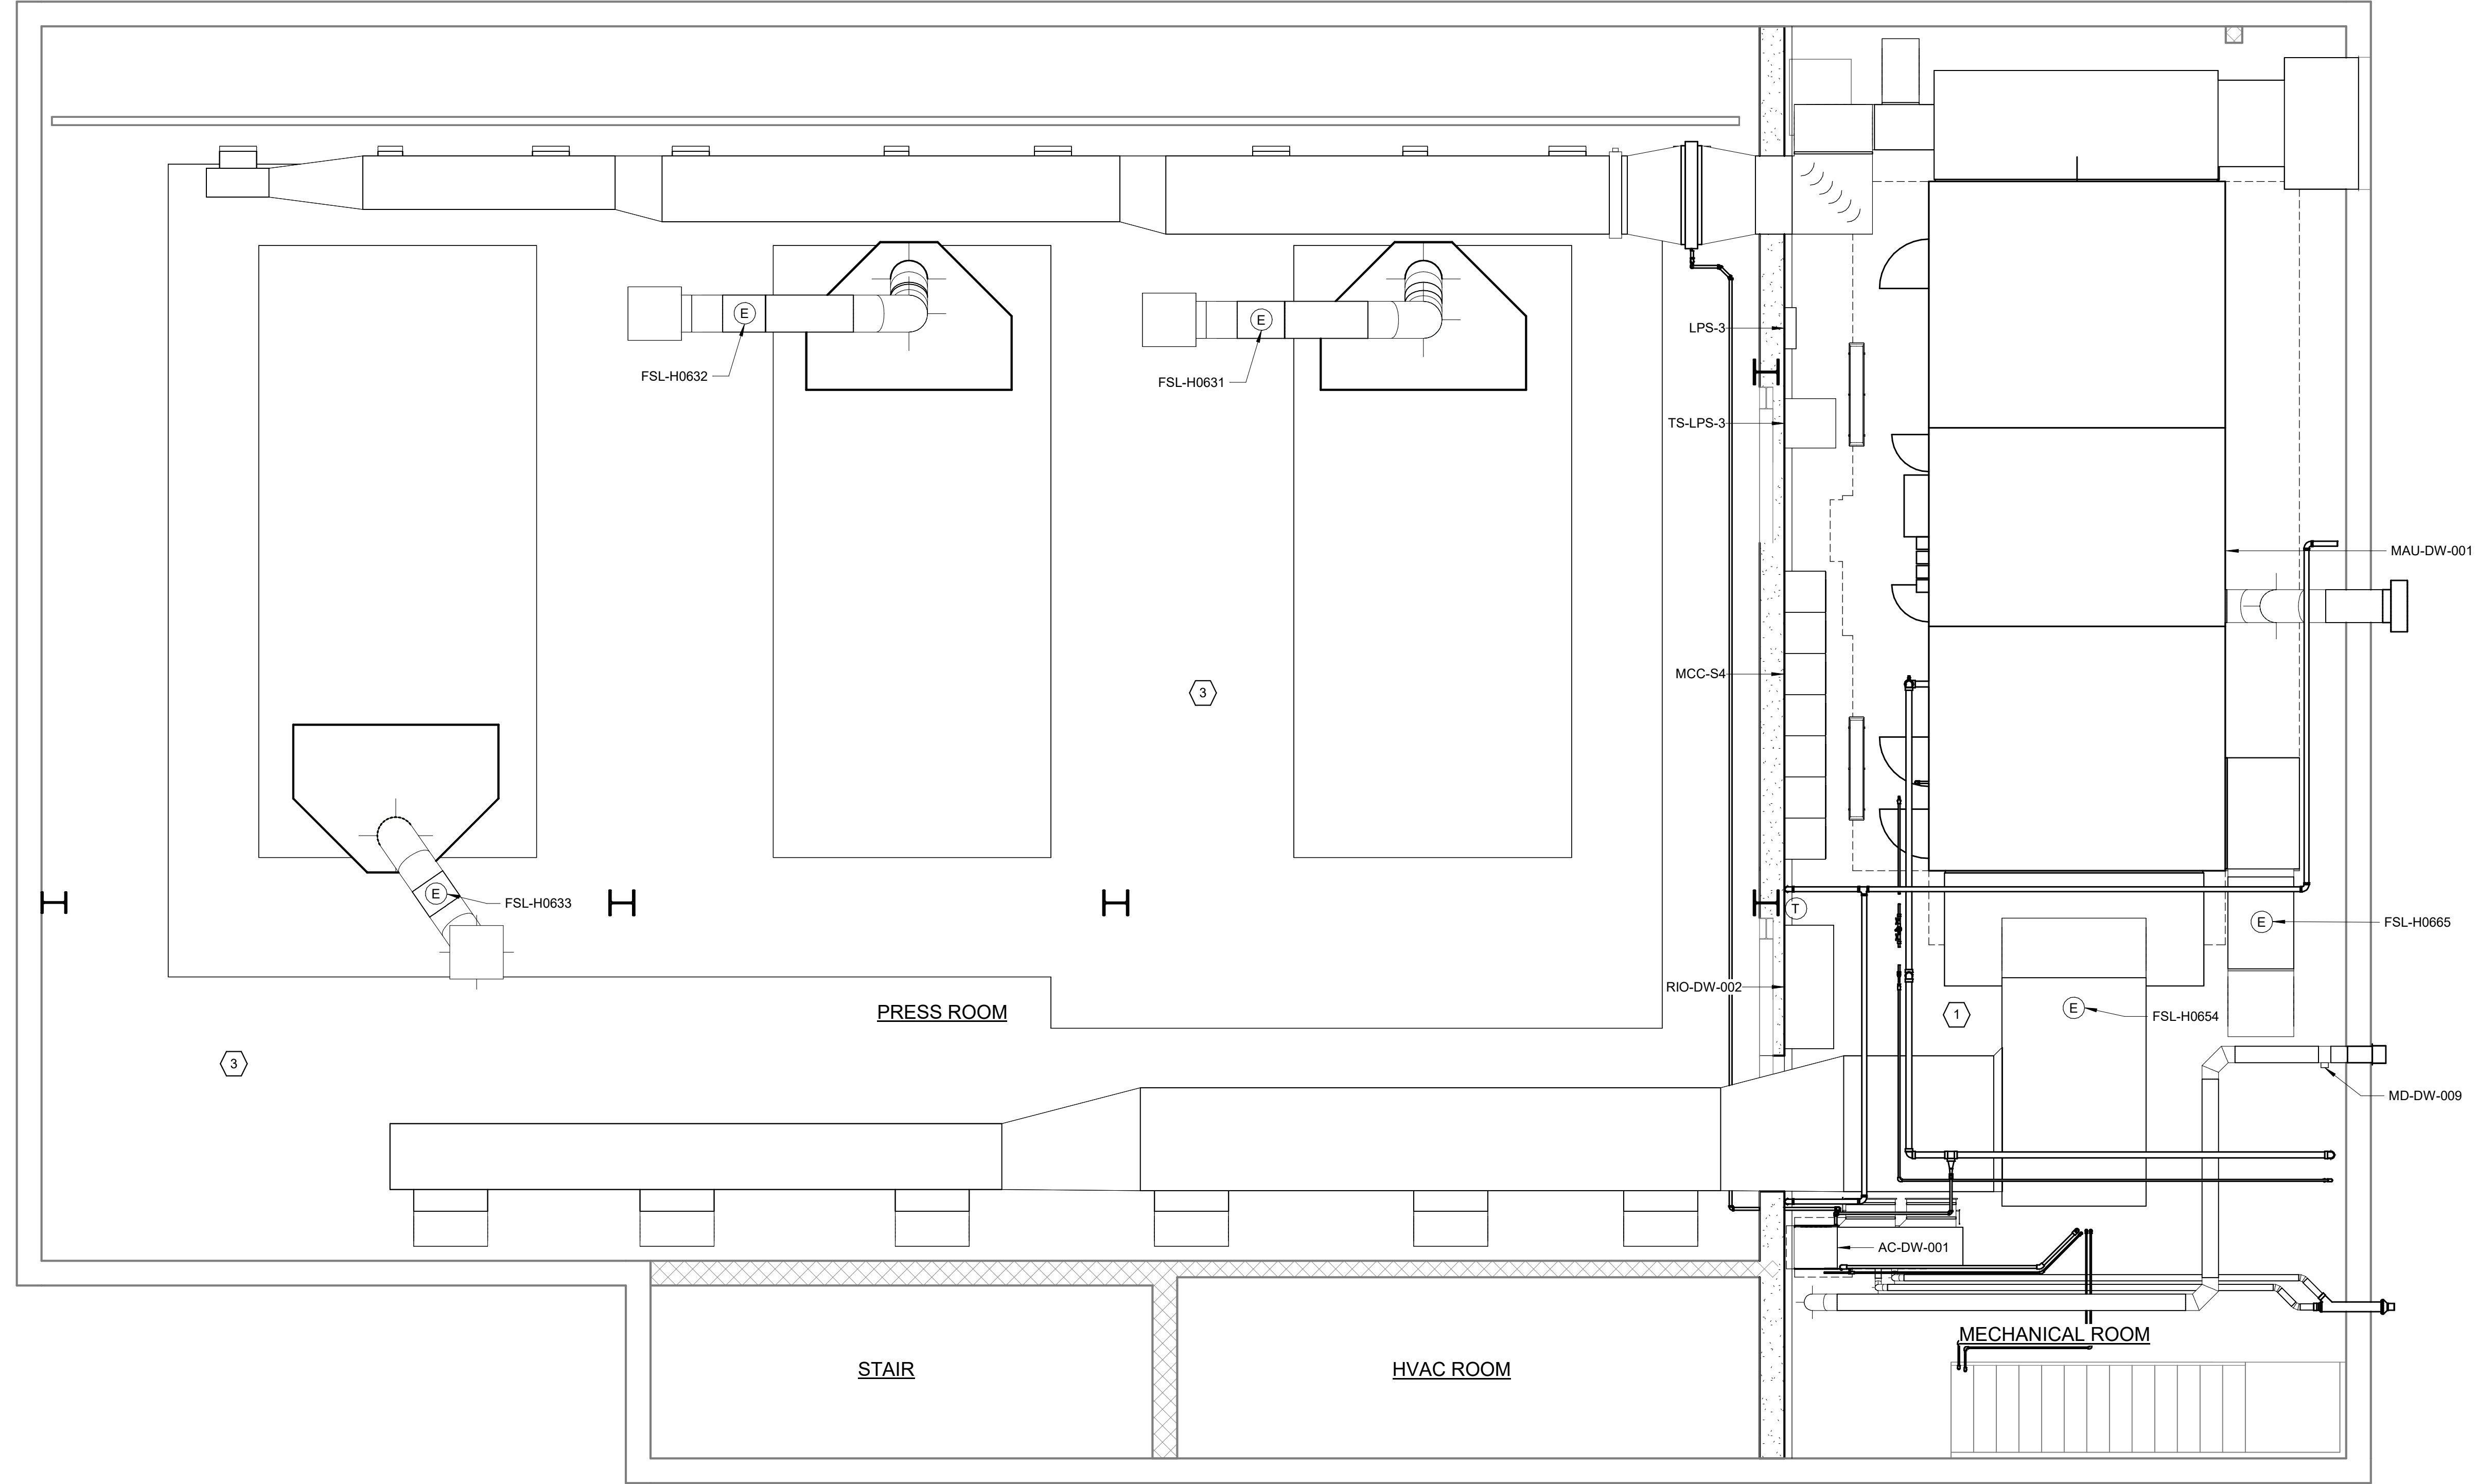 E
E
LPS-3
FSL-H0632
FSL-H0631
TS-LPS-3
MAU-DW-001
MCC-S4
3
E
FSL-H0633
T
E
FSL-H0665
RIO-DW-002
PRESS ROOM
E
FSL-H0654
1
3
MD-DW-009
AC-DW-001
MECHANICAL ROOM
STAIR
HVAC ROOM